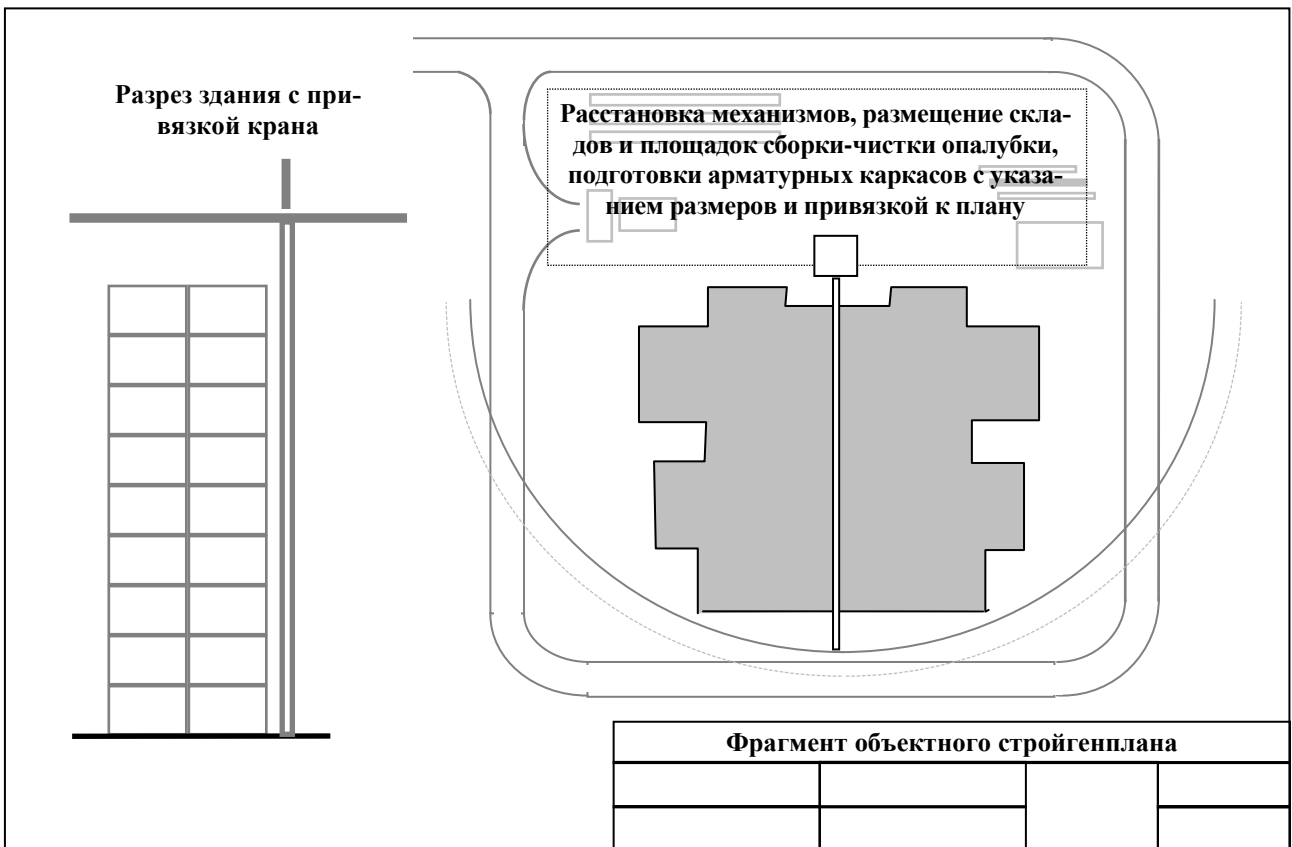 Разрез здания с при-
вязкой крана
Расстановка механизмов, размещение скла-
дов и площадок сборки-чистки опалубки,
подготовки арматурных каркасов с указа-
нием размеров и привязкой к плану
Фрагмент объектного стройгенплана